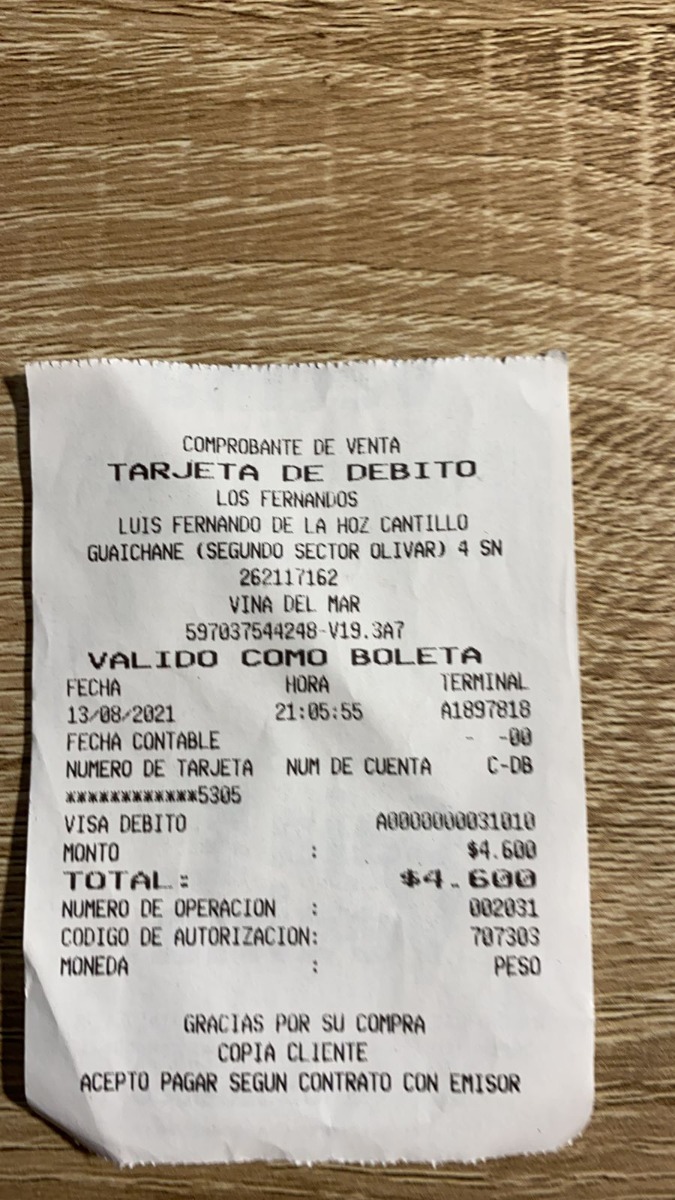 COMPROBANTE DE VENTA
TARJETA DE DEBITO
LOS FERNANDOS
LUIS FERNANDO DE LA HOZ CANTILLO
GUAICHANE (SEGUNDO SECTOR OLIVAR) 4 SN
262117162
VINA DEL MAR
597037544248-V19.3A7
VALIDO COMO BOLETA
FECHA HORA TERMINAL
13/08/2021 21:05:55 A1897818
FECHA CONTABLE - -00
NUMERO DE TARJETA NUM DE CUENTA C-DB
************5305
VISA DEBITO A0000000031010
MONTO : $4.600
TOTAL: $4.600
NUMERO DE OPERACION : 002031
CODIGO DE AUTORIZACION: 707303
MONEDA : PESO
GRACIAS POR SU COMPRA
COPIA CLIENTE
ACEPTO PAGAR SEGUN CONTRATO CON EMISOR